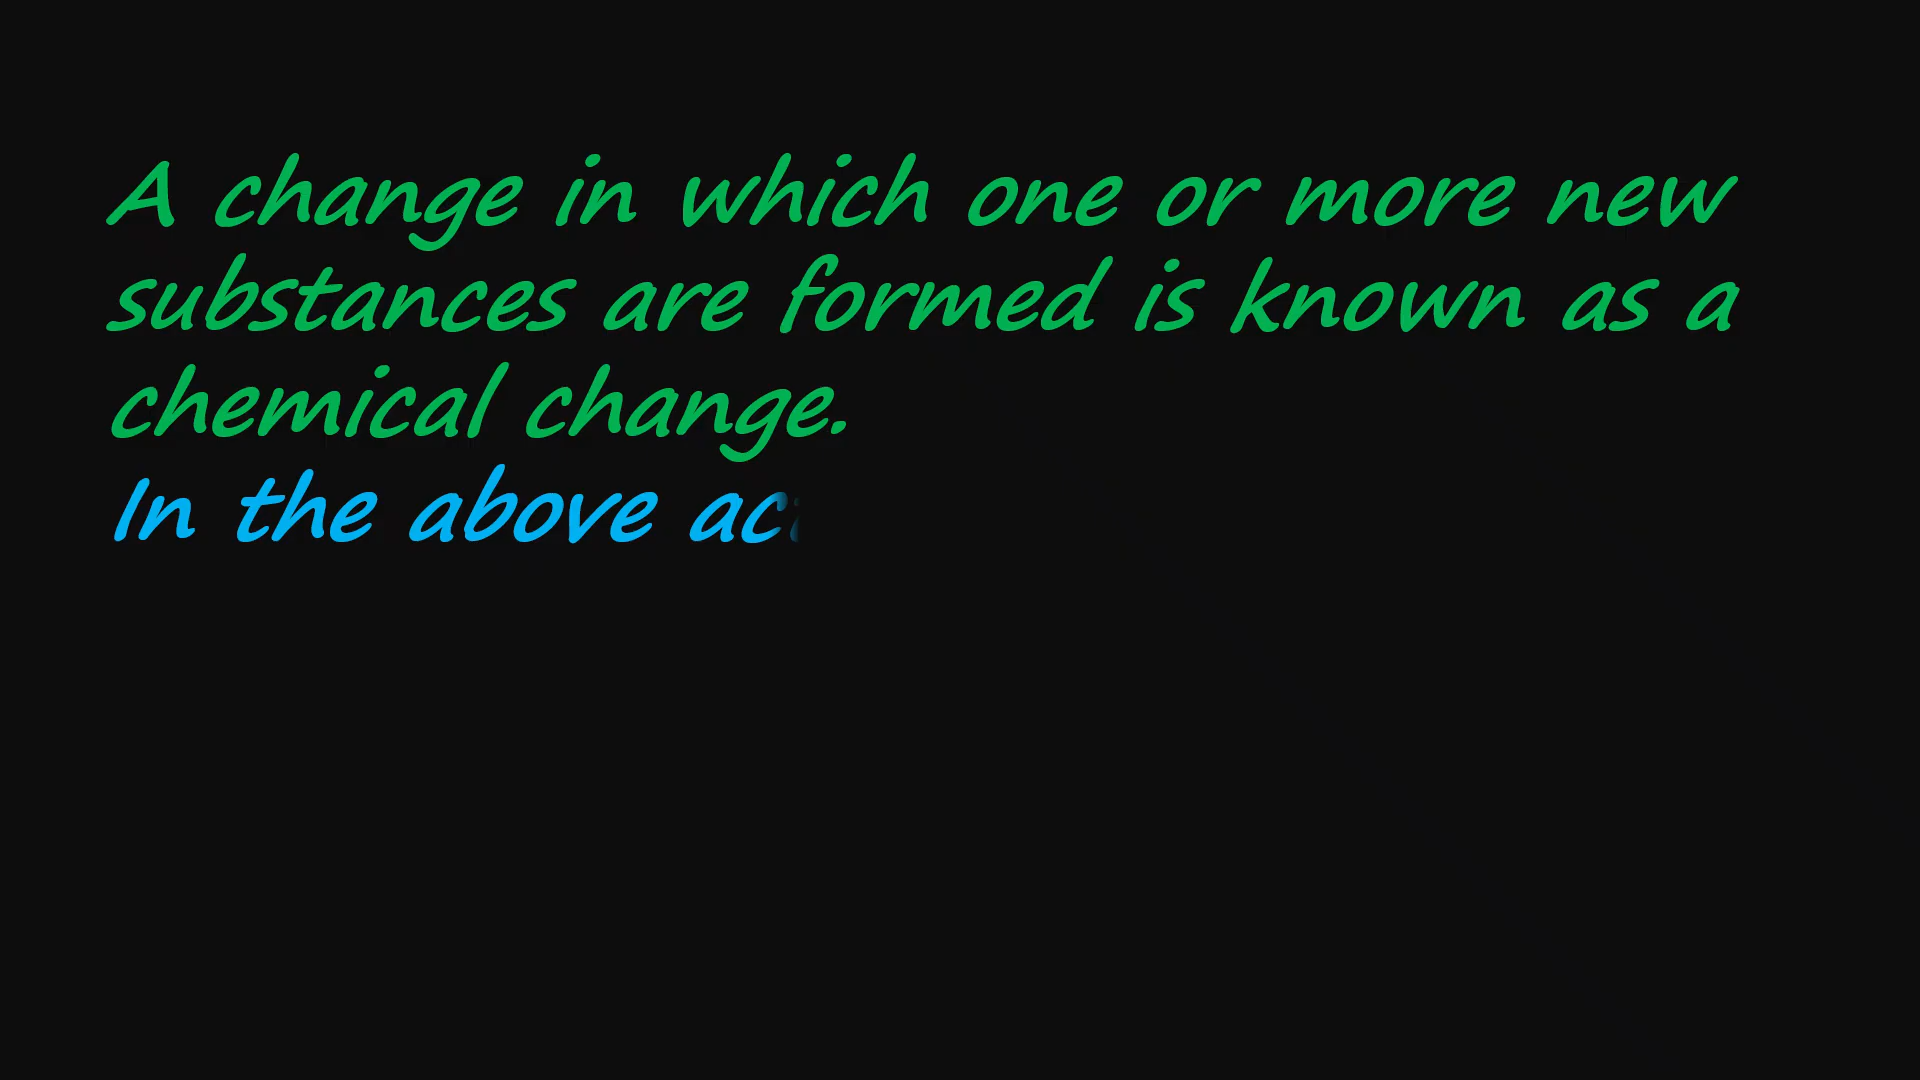 A change in which one or more new
substances are formed is known as a
chemical change.
In the above